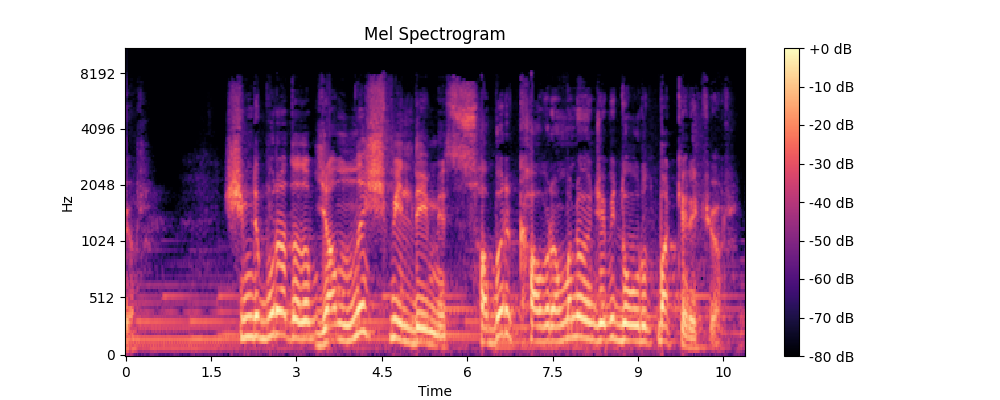 Mel Spectrogram
8192
4096
2048
1024
512
0
Hz
0 1.5 3 4.5 6 7.5 9 10
Time
+0 dB
-10 dB
-20 dB
-30 dB
-40 dB
-50 dB
-60 dB
-70 dB
-80 dB